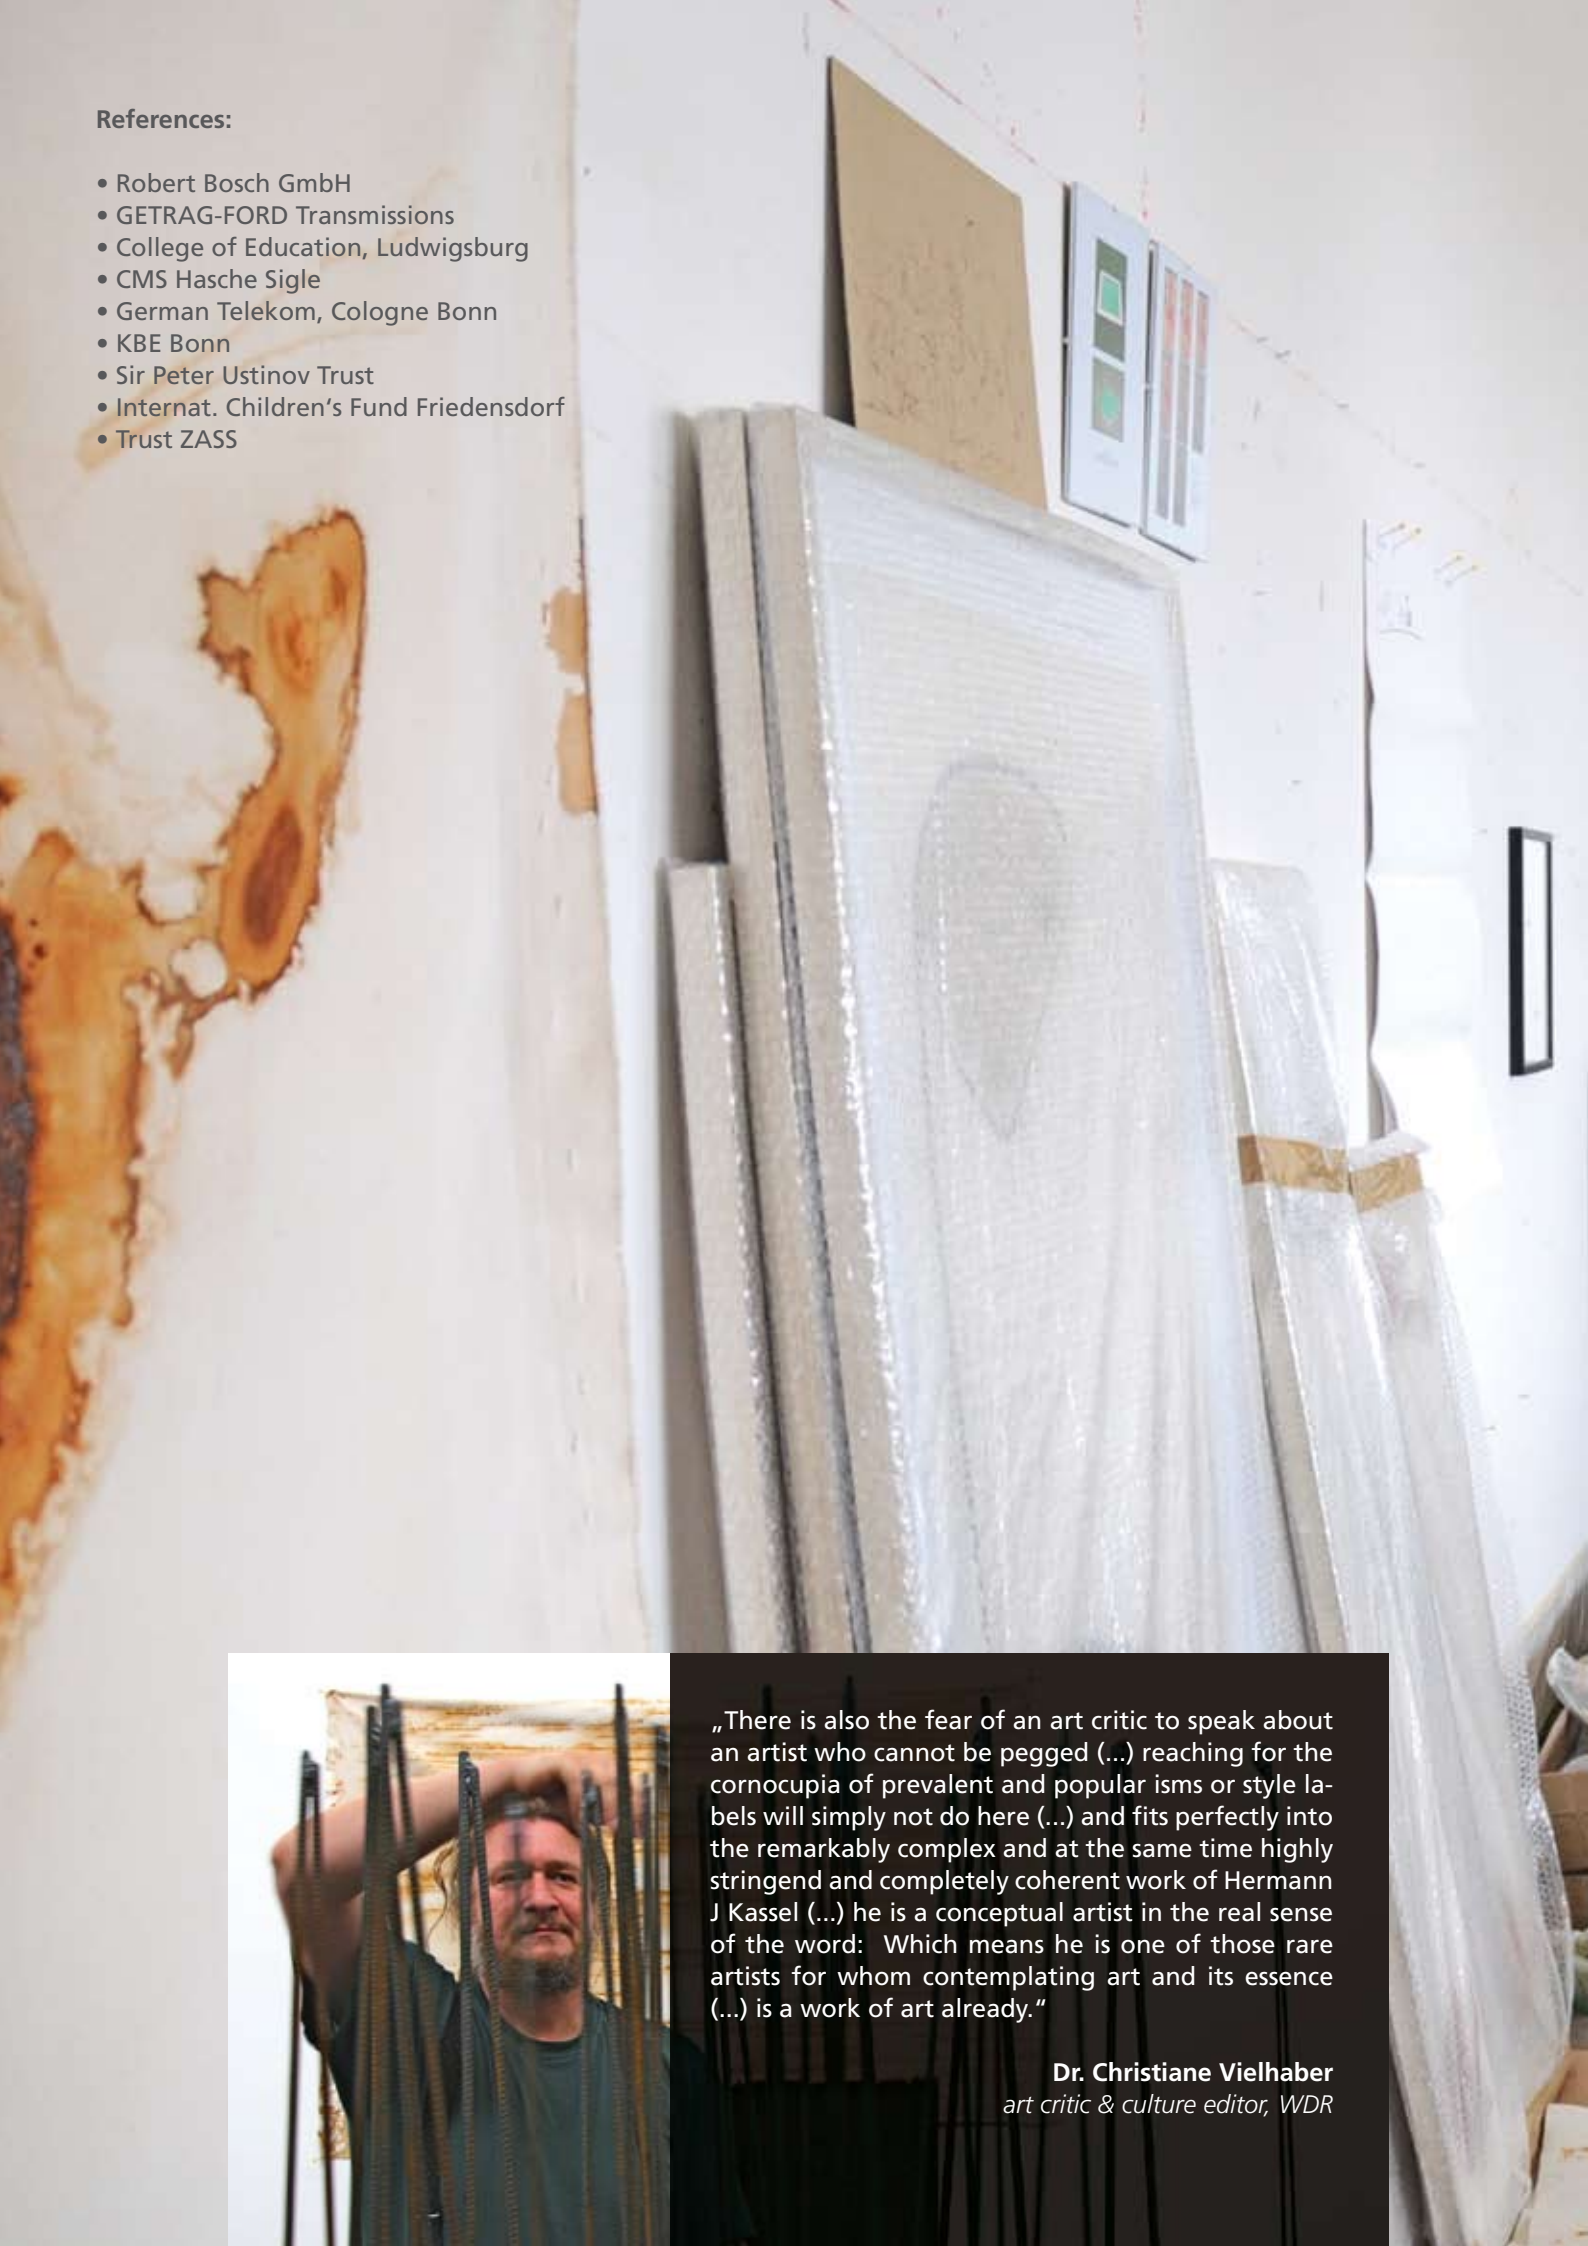 References:
• Robert Bosch GmbH
• GETRAG-FORD Transmissions
• College of Education, Ludwigsburg
• CMS Hasche Sigle
• German Telekom, Cologne Bonn
• KBE Bonn
• Sir Peter Ustinov Trust
• Internat. Children‘s Fund Friedensdorf
• Trust ZASS
„There is also the fear of an art critic to speak about
an artist who cannot be pegged (...) reaching for the
cornocupia of prevalent and popular isms or style la-
bels will simply not do here (...) and fits perfectly into
the remarkably complex and at the same time highly
stringend and completely coherent work of Hermann
J Kassel (...) he is a conceptual artist in the real sense
of the word:  Which means he is one of those rare
artists for whom contemplating art and its essence
(...) is a work of art already.“
Dr. Christiane Vielhaber
art critic & culture editor, WDR